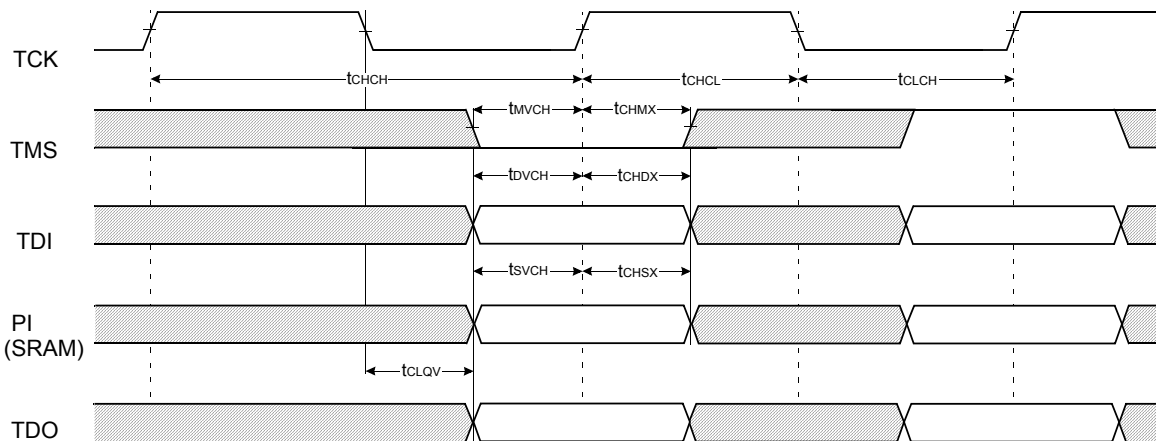 TCK
tCHCH
tCHCL
tCLCH
tMVCH
tCHMX
TMS
tDVCH
tCHDX
TDI
tSVCH
tCHSX
PI
(SRAM)
tCLQV
TDO